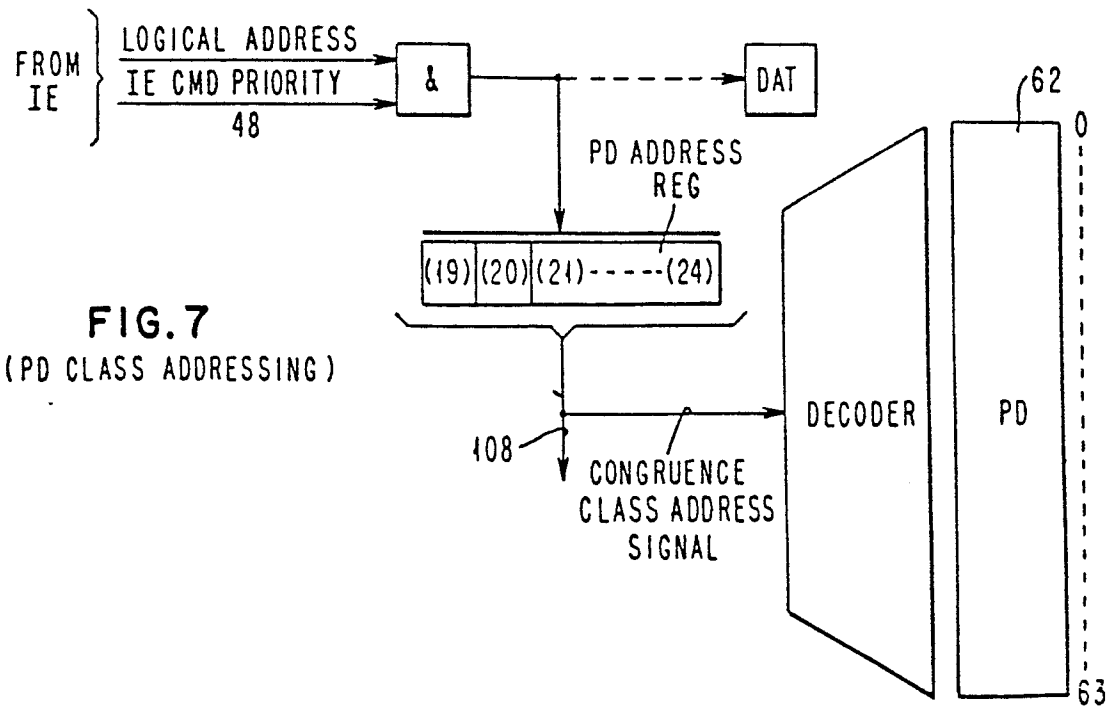 FROM
IE
LOGICAL ADDRESS
IE CMD PRIORITY
48
&
DAT
62
0
PD ADDRESS
REG
(19) (20) (21)-----(24)
FIG.7
(PD CLASS ADDRESSING)
DECODER
PD
108
CONGRUENCE
CLASS ADDRESS
SIGNAL
63